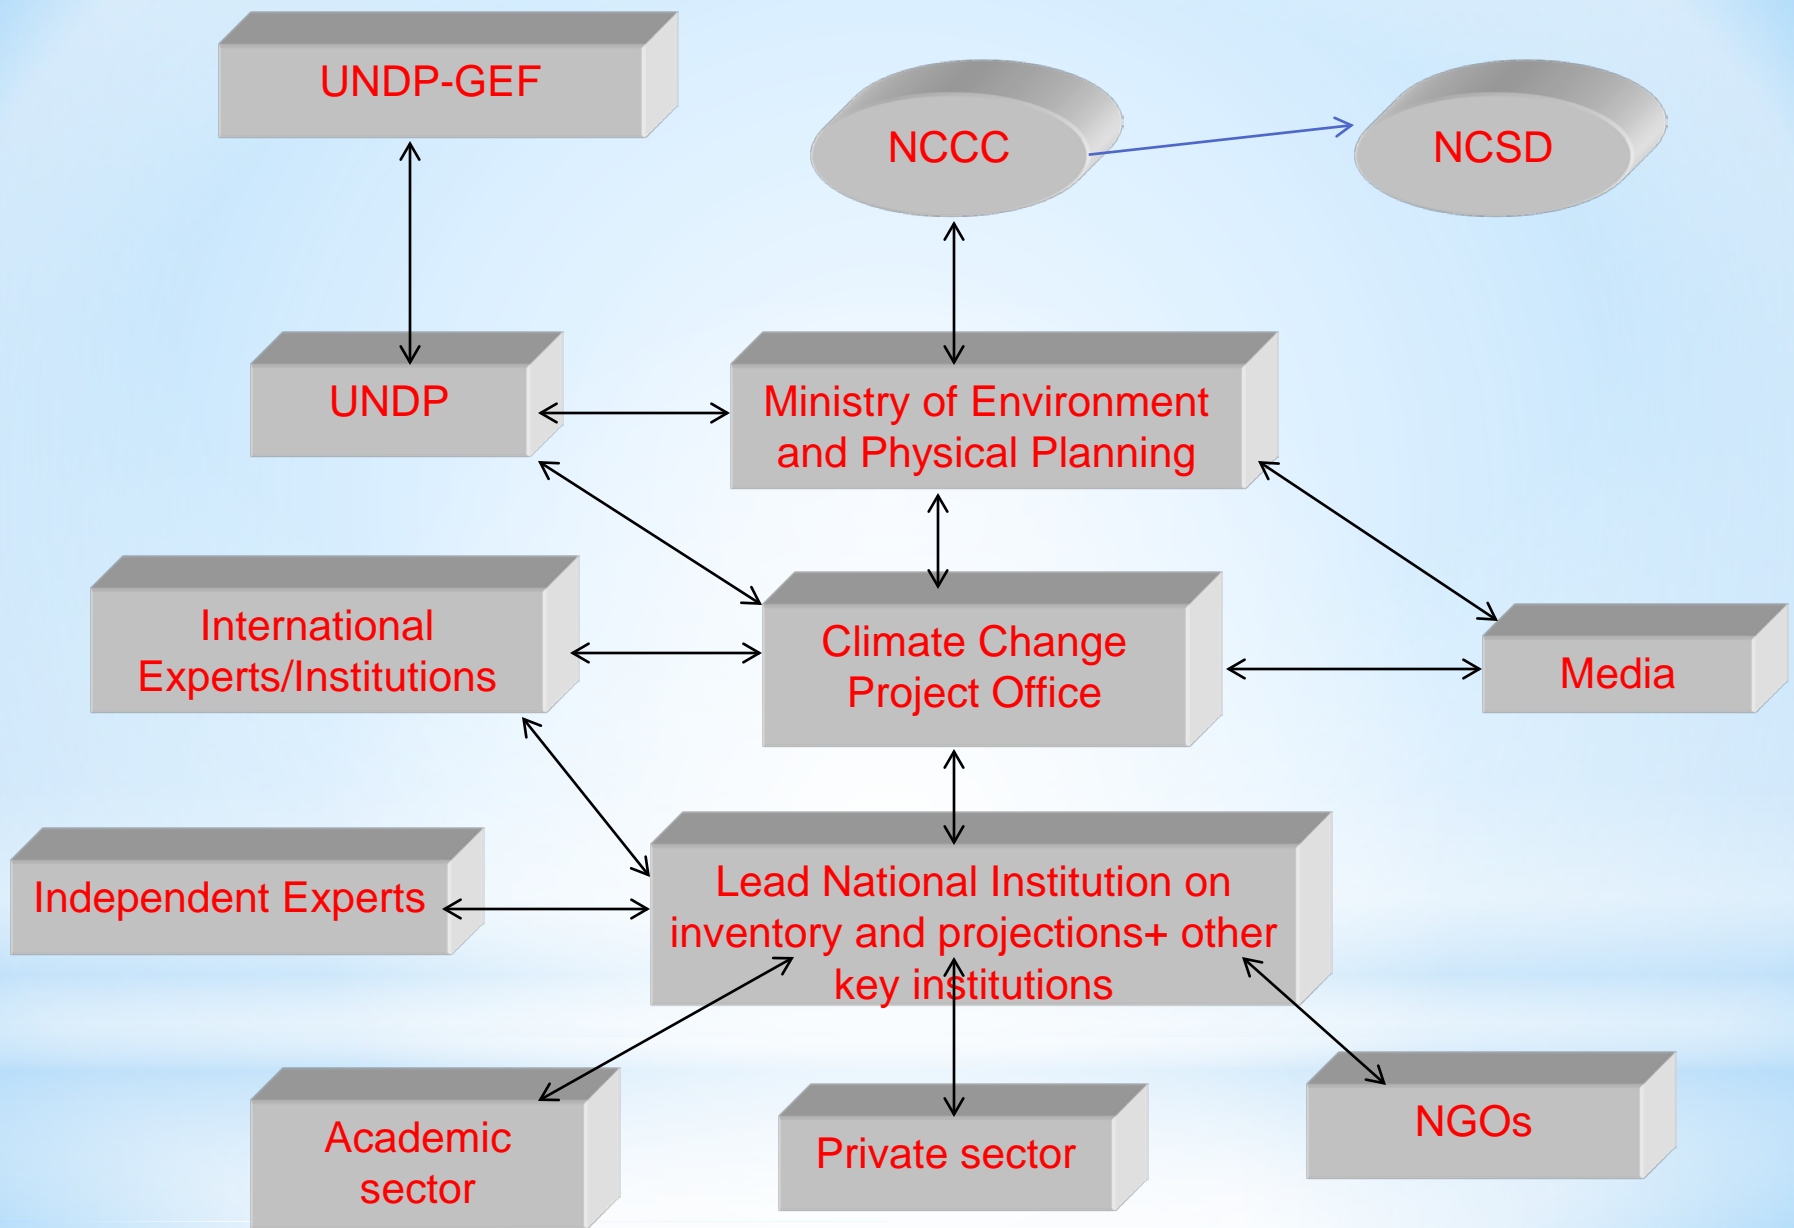 UNDP-GEF
NCCC
NCSD
UNDP
Ministry of Environment
and Physical Planning
International
Experts/Institutions
Climate Change
Project Office
Media
Independent Experts
Lead National Institution on
inventory and projections+ other
key institutions
Academic
sector
Private sector
NGOs